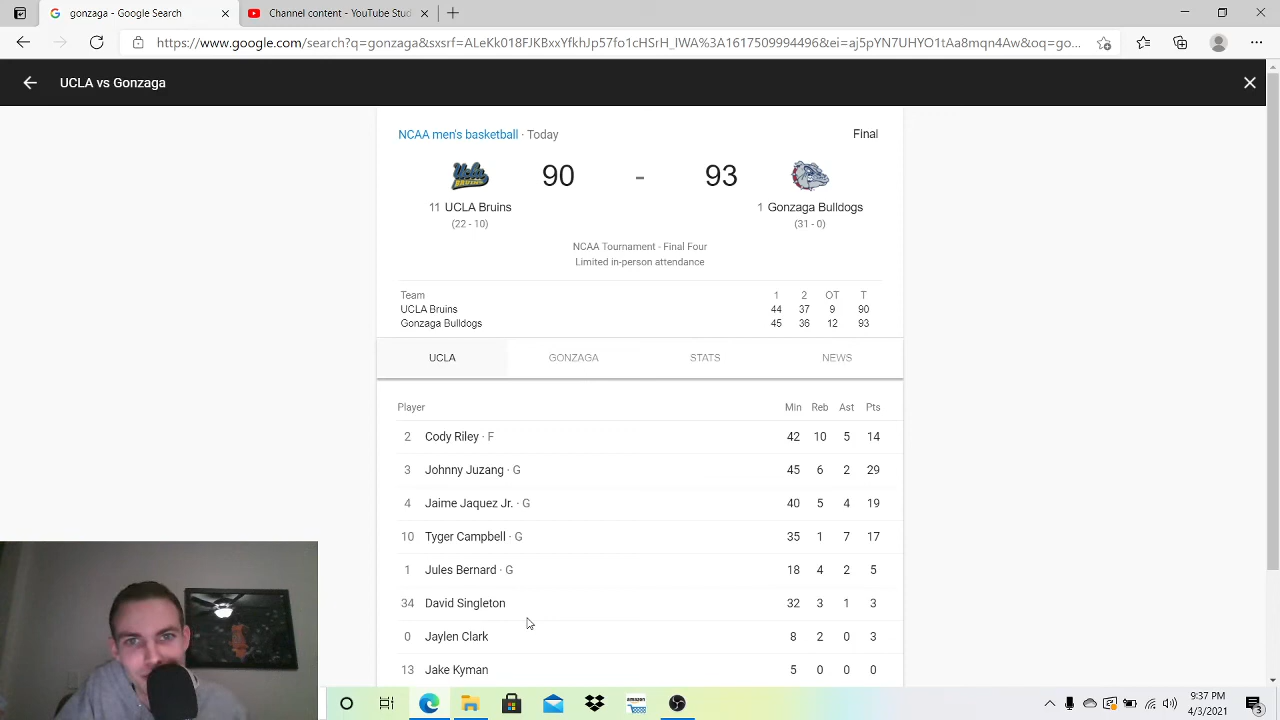 gonzaga - Google Search
Channel content - YouTube Stud
https://www.google.com/search?q=gonzaga&sxsrf=ALeKk018FJKBxxYfkhJp57fo1cHSrH_IWA%3A1617509994496&ei=aj5pYN7UHYO1tAa8mqn4Aw&oq=go...
UCLA vs Gonzaga
NCAA men's basketball · Today Final
Ucla
BRUINS
90 - 93
11 UCLA Bruins 1 Gonzaga Bulldogs
(22 - 10) (31 - 0)
NCAA Tournament - Final Four
Limited in-person attendance
Team 1 2 OT T
UCLA Bruins 44 37 9 90
Gonzaga Bulldogs 45 36 12 93
UCLA GONZAGA STATS NEWS
Player Min Reb Ast Pts
2 Cody Riley · F 42 10 5 14
3 Johnny Juzang · G 45 6 2 29
4 Jaime Jaquez Jr. · G 40 5 4 19
10 Tyger Campbell · G 35 1 7 17
1 Jules Bernard · G 18 4 2 5
34 David Singleton 32 3 1 3
0 Jaylen Clark 8 2 0 3
13 Jake Kyman 5 0 0 0
amazon
9:37 PM
4/3/2021
3